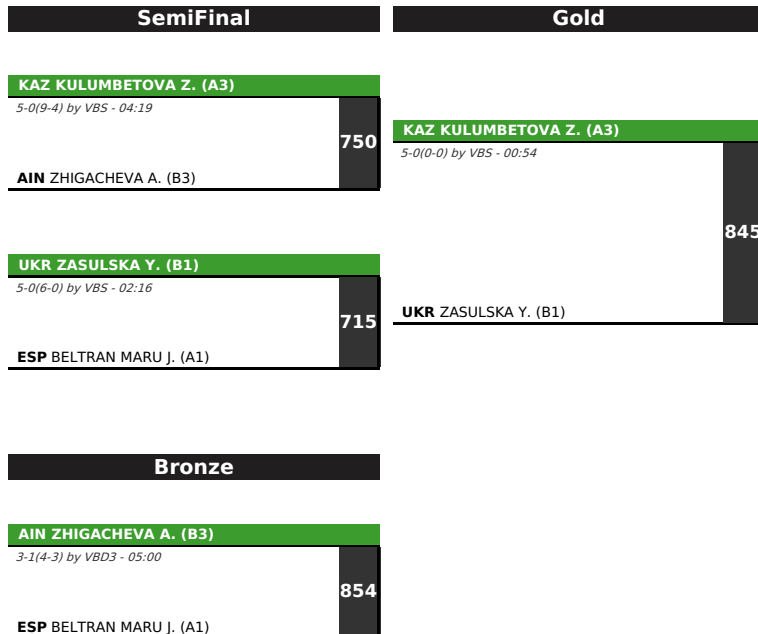 SemiFinal
KAZ KULUMBETOVA Z. (A3)
5-0(9-4) by VBS - 04:19
750
AIN ZHIGACHEVA A. (B3)
UKR ZASULSKA Y. (B1)
5-0(6-0) by VBS - 02:16
715
ESP BELTRAN MARU J. (A1)
Gold
KAZ KULUMBETOVA Z. (A3)
5-0(0-0) by VBS - 00:54
845
UKR ZASULSKA Y. (B1)
Bronze
AIN ZHIGACHEVA A. (B3)
3-1(4-3) by VBD3 - 05:00
854
ESP BELTRAN MARU J. (A1)